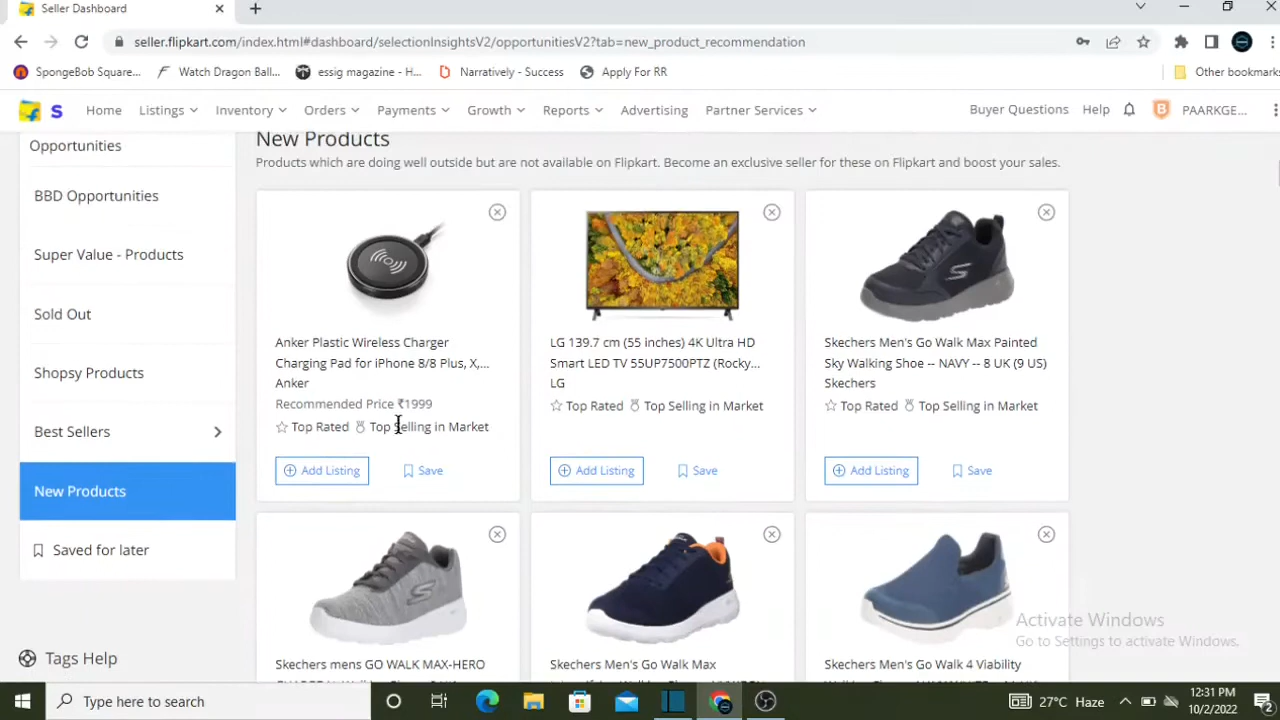 Seller Dashboard
seller.flipkart.com/index.html#dashboard/selectionInsightsV2/opportunitiesV2?tab=new_product_recommendation
SpongeBob Square... Watch Dragon Ball... essig magazine - H... Narratively - Success Apply For RR Other bookmarks
S Home Listings Inventory Orders Payments Growth Reports Advertising Partner Services Buyer Questions Help B PAARKGE...
Opportunities
BBD Opportunities
Super Value - Products
Sold Out
Shopsy Products
Best Sellers
New Products
Saved for later
Tags Help
New Products
Products which are doing well outside but are not available on Flipkart. Become an exclusive seller for these on Flipkart and boost your sales.
Anker Plastic Wireless Charger
Charging Pad for iPhone 8/8 Plus, X,...
Anker
Recommended Price ₹1999
Top Rated Top Selling in Market
Add Listing Save
LG 139.7 cm (55 inches) 4K Ultra HD
Smart LED TV 55UP7500PTZ (Rocky...
LG
Top Rated Top Selling in Market
Add Listing Save
Skechers Men's Go Walk Max Painted
Sky Walking Shoe -- NAVY -- 8 UK (9 US)
Skechers
Top Rated Top Selling in Market
Add Listing Save
Skechers mens GO WALK MAX-HERO
Skechers Men's Go Walk Max
Skechers Men's Go Walk 4 Viability
Activate Windows
Go to Settings to activate Windows.
Type here to search
27°C Haze
12:31 PM
10/2/2022
2